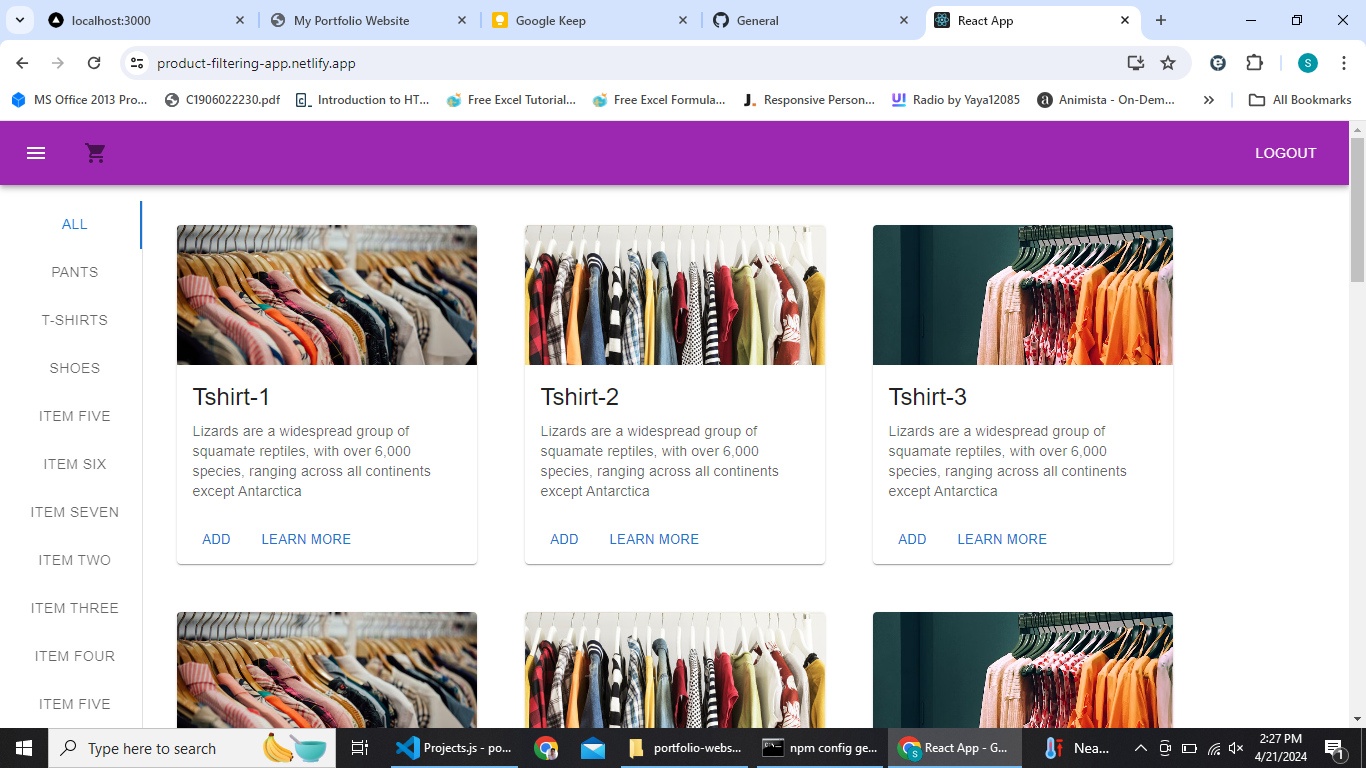 localhost:3000
My Portfolio Website
Google Keep
General
React App
product-filtering-app.netlify.app
S
MS Office 2013 Pro...
C1906022230.pdf
Introduction to HT...
Free Excel Tutorial...
Free Excel Formula...
Responsive Person...
Radio by Yaya12085
Animista - On-Dem...
All Bookmarks
LOGOUT
ALL
PANTS
T-SHIRTS
SHOES
ITEM FIVE
ITEM SIX
ITEM SEVEN
ITEM TWO
ITEM THREE
ITEM FOUR
ITEM FIVE
Tshirt-1
Lizards are a widespread group of
squamate reptiles, with over 6,000
species, ranging across all continents
except Antarctica
ADD LEARN MORE
Tshirt-2
Lizards are a widespread group of
squamate reptiles, with over 6,000
species, ranging across all continents
except Antarctica
ADD LEARN MORE
Tshirt-3
Lizards are a widespread group of
squamate reptiles, with over 6,000
species, ranging across all continents
except Antarctica
ADD LEARN MORE
Type here to search
Projects.js - po...
portfolio-webs...
npm config ge...
React App - G...
Nea...
2:27 PM
4/21/2024
1